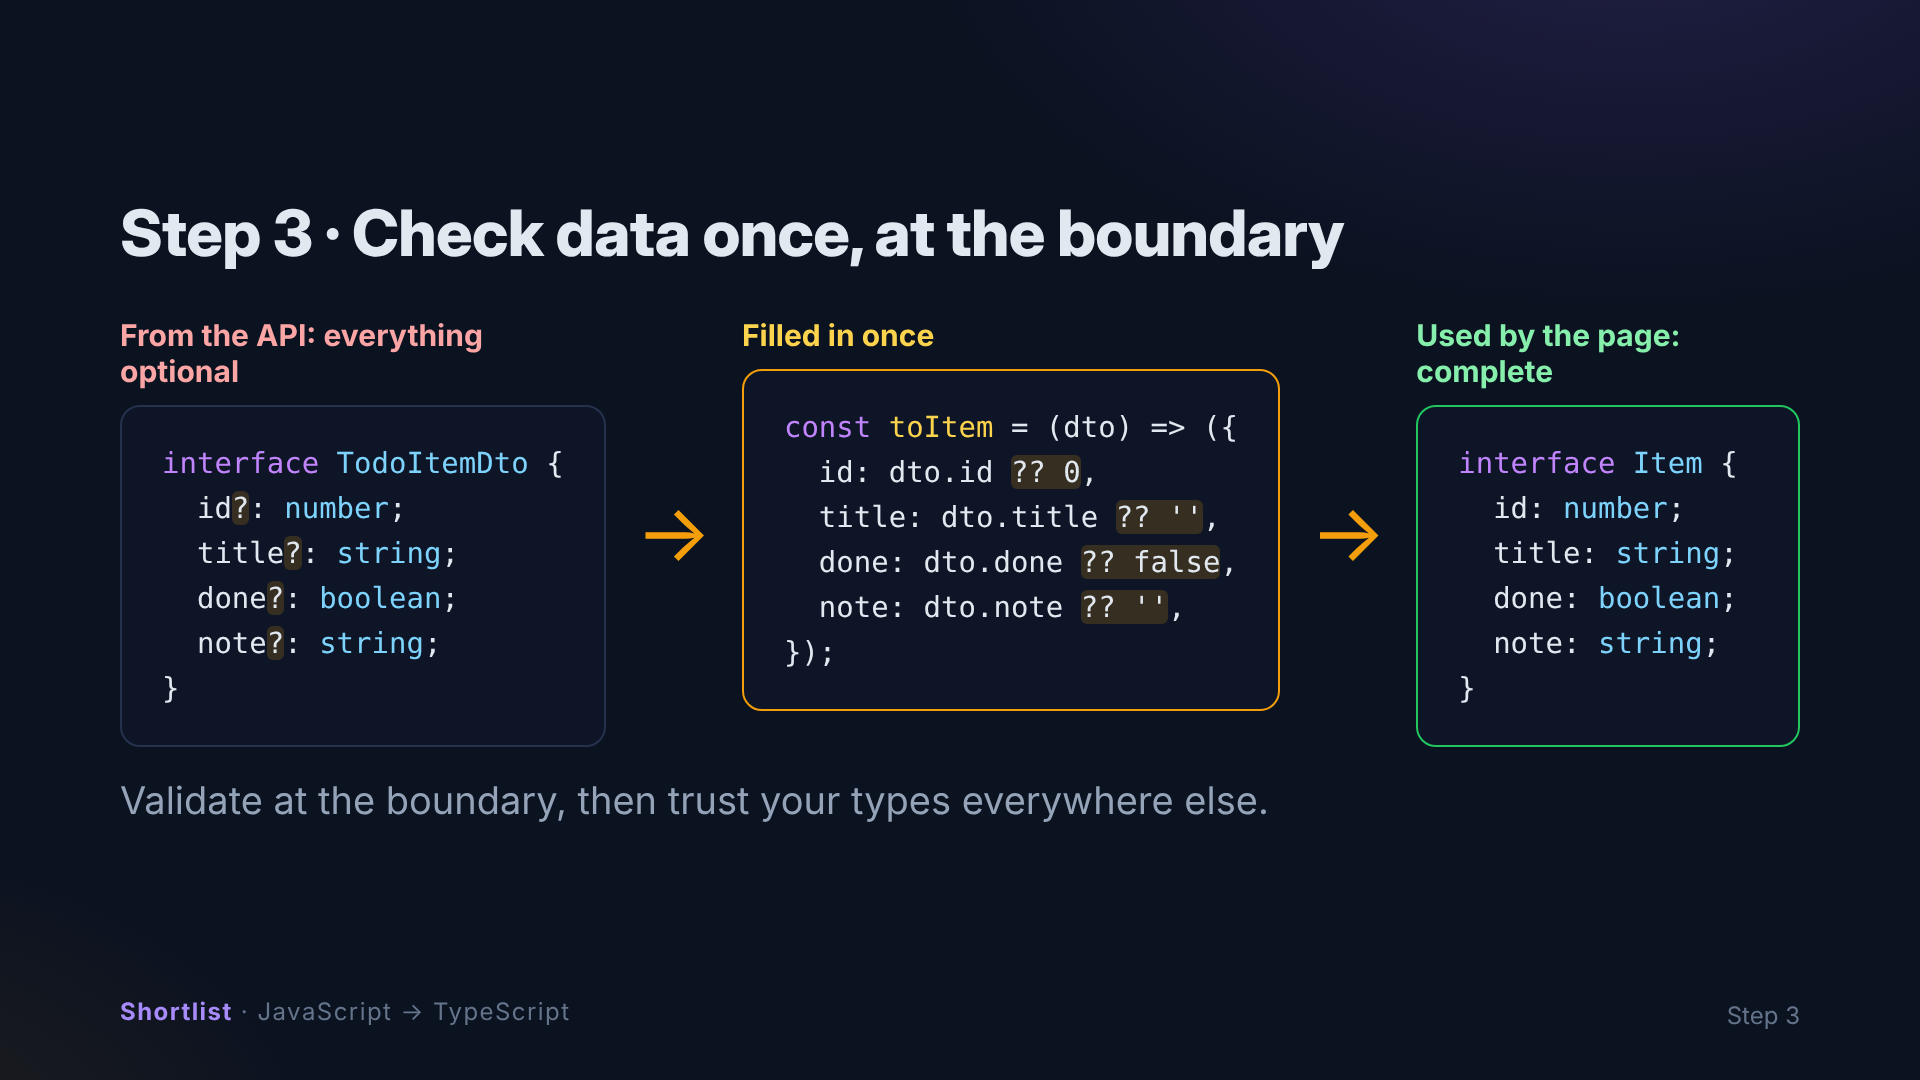 Step 3 · Check data once, at the boundary
From the API: everything
optional
interface TodoItemDto {
  id?: number;
  title?: string;
  done?: boolean;
  note?: string;
}
Filled in once
const toItem = (dto) => ({
  id: dto.id ?? 0,
  title: dto.title ?? '',
  done: dto.done ?? false,
  note: dto.note ?? '',
});
Used by the page:
complete
interface Item {
  id: number;
  title: string;
  done: boolean;
  note: string;
}
Validate at the boundary, then trust your types everywhere else.
Shortlist · JavaScript → TypeScript
Step 3